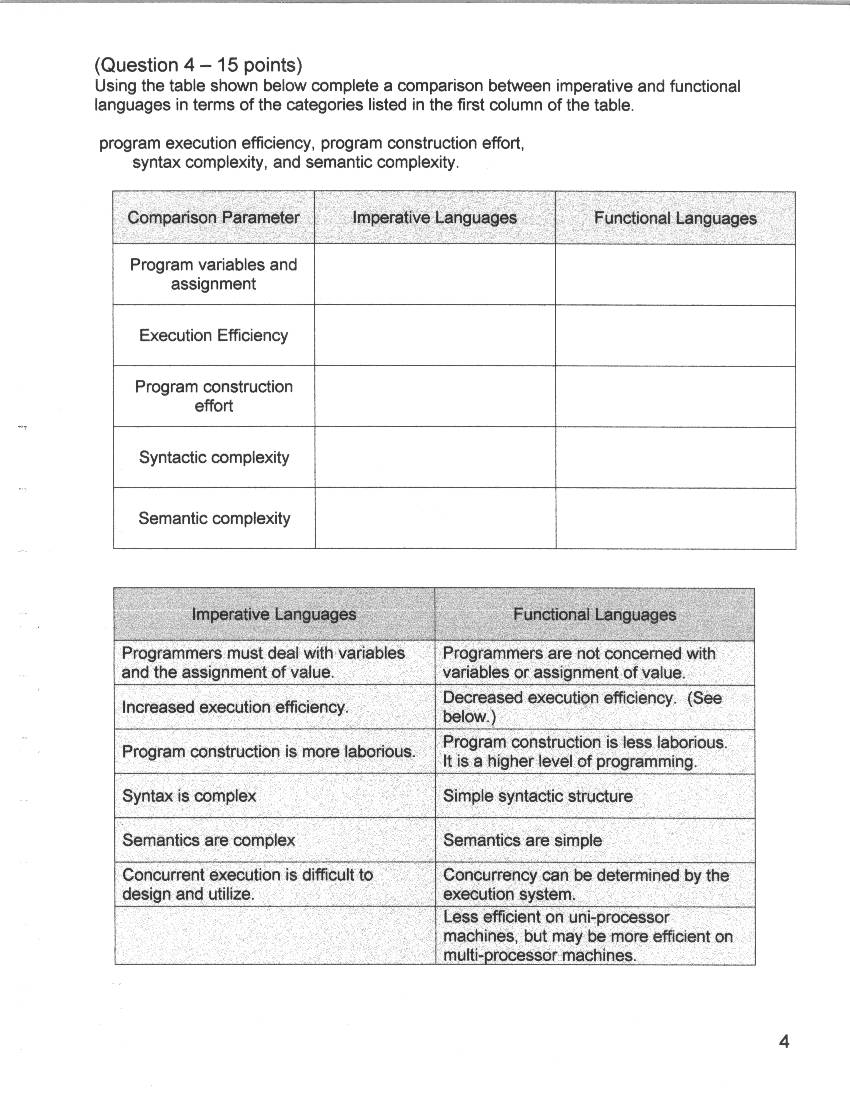 (Question 4 – 15 points)
Using the table shown below complete a comparison between imperative and functional
languages in terms of the categories listed in the first column of the table.
program execution efficiency, program construction effort,
syntax complexity, and semantic complexity.
Comparison Parameter Imperative Languages Functional Languages
Program variables and
assignment
Execution Efficiency
Program construction
effort
Syntactic complexity
Semantic complexity
Imperative Languages Functional Languages
Programmers must deal with variables
and the assignment of value.
Programmers are not concerned with
variables or assignment of value.
Increased execution efficiency.
Decreased execution efficiency. (See
below.)
Program construction is more laborious.
Program construction is less laborious.
It is a higher level of programming.
Syntax is complex
Simple syntactic structure
Semantics are complex
Semantics are simple
Concurrent execution is difficult to
design and utilize.
Concurrency can be determined by the
execution system.
Less efficient on uni-processor
machines, but may be more efficient on
multi-processor machines.
4